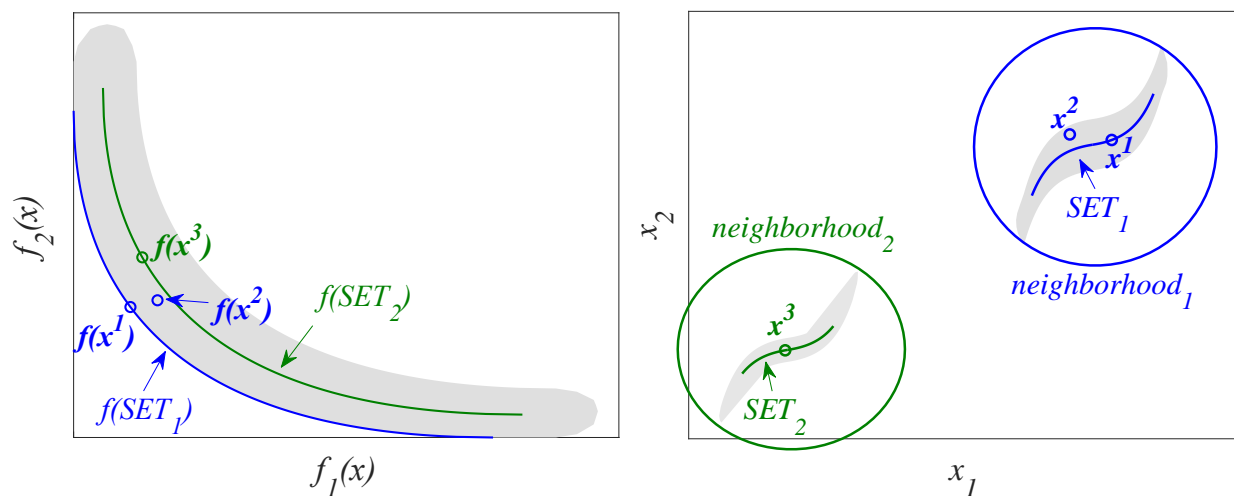 f₂(x)
f(x³)
f(x²)
f(SET₂)
f(x¹)
f(SET₁)
f₁(x)
x₂
x²
x¹
SET₁
neighborhood₁
neighborhood₂
x³
SET₂
x₁